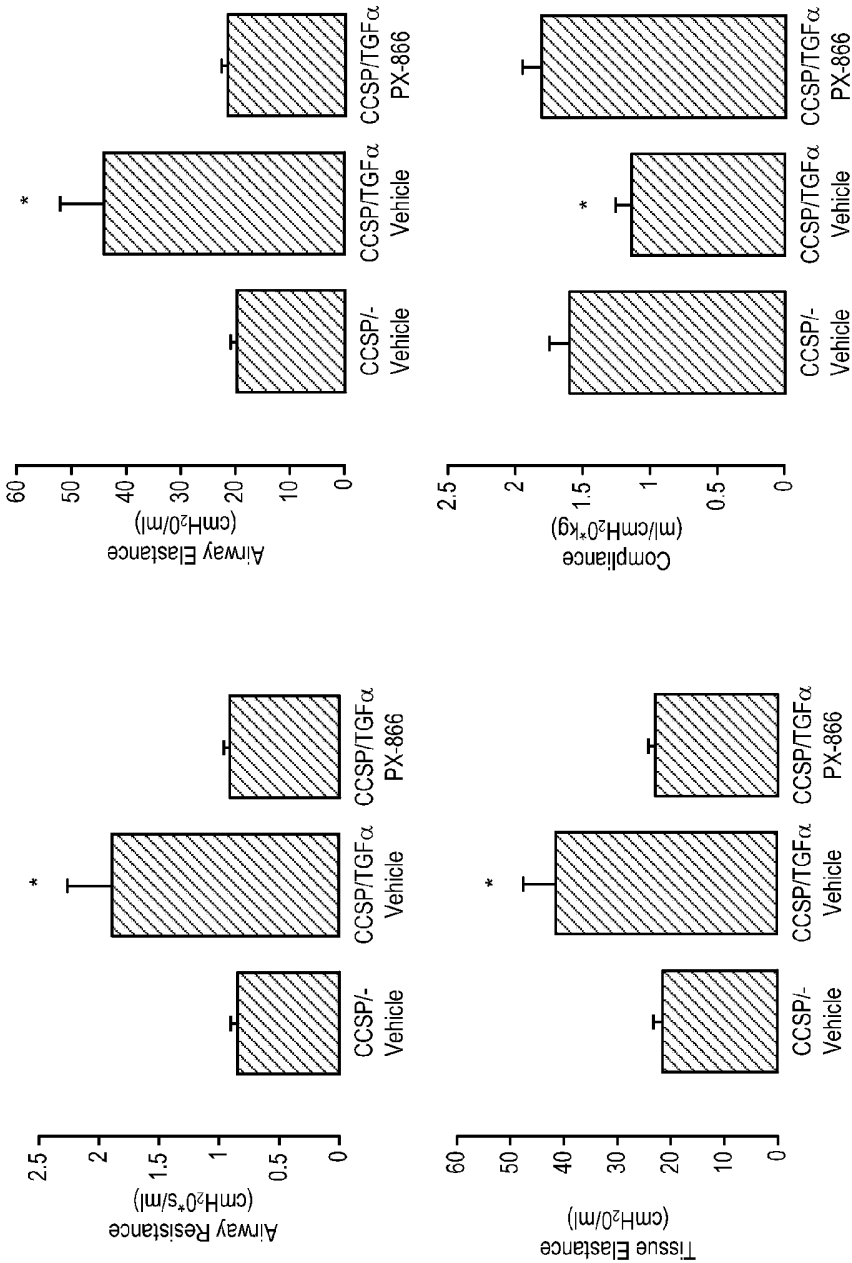 Airway Resistance
(cmH₂0*s/ml)
2.5
2
1.5
1
0.5
0
*
CCSP/-
Vehicle
CCSP/TGFα
Vehicle
CCSP/TGFα
PX-866
Airway Elastance
(cmH₂0/ml)
60
50
40
30
20
10
0
*
CCSP/-
Vehicle
CCSP/TGFα
Vehicle
CCSP/TGFα
PX-866
Tissue Elastance
(cmH₂0/ml)
60
50
40
30
20
10
0
*
CCSP/-
Vehicle
CCSP/TGFα
Vehicle
CCSP/TGFα
PX-866
Compliance
(ml/cmH₂0*kg)
2.5
2
1.5
1
0.5
0
*
CCSP/-
Vehicle
CCSP/TGFα
Vehicle
CCSP/TGFα
PX-866